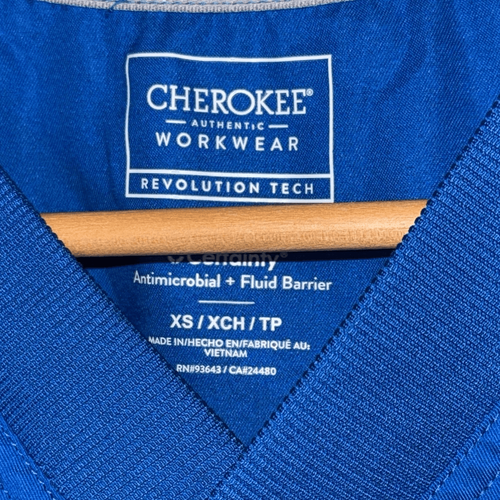 CHEROKEE®
AUTHENTIC
WORKWEAR
REVOLUTION TECH
Certainty®
Antimicrobial + Fluid Barrier
XS / XCH / TP
MADE IN/HECHO EN/FABRIQUÉ AU:
VIETNAM
RN#93643 / CA#24480